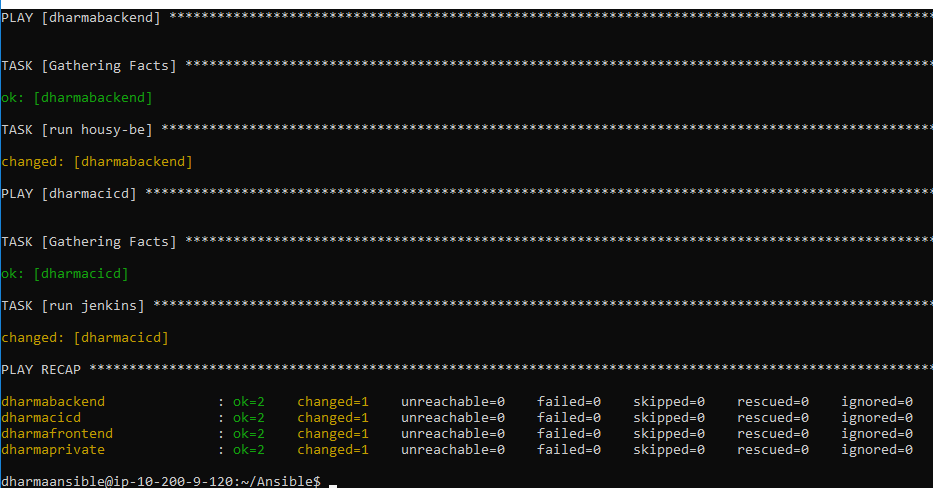 PLAY [dharmabackend] **************************************************************************************************
TASK [Gathering Facts] ************************************************************************************************
ok: [dharmabackend]
TASK [run housy-be] ***************************************************************************************************
changed: [dharmabackend]
PLAY [dharmacicd] *****************************************************************************************************
TASK [Gathering Facts] ************************************************************************************************
ok: [dharmacicd]
TASK [run jenkins] ****************************************************************************************************
changed: [dharmacicd]
PLAY RECAP ************************************************************************************************************
dharmabackend              : ok=2    changed=1    unreachable=0    failed=0    skipped=0    rescued=0    ignored=0
dharmacicd                 : ok=2    changed=1    unreachable=0    failed=0    skipped=0    rescued=0    ignored=0
dharmafrontend             : ok=2    changed=1    unreachable=0    failed=0    skipped=0    rescued=0    ignored=0
dharmaprivate              : ok=2    changed=1    unreachable=0    failed=0    skipped=0    rescued=0    ignored=0
dharmaansible@ip-10-200-9-120:~/Ansible$